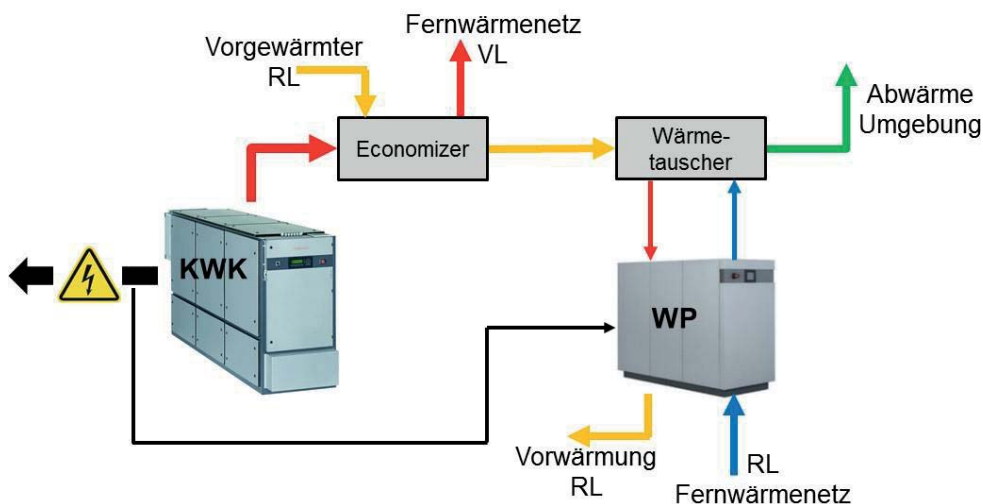 Fernwärmenetz
VL
Vorgewärmter
RL
Abwärme
Umgebung
Economizer
Wärme-
tauscher
KWK
WP
Vorwärmung
RL
RL
Fernwärmenetz